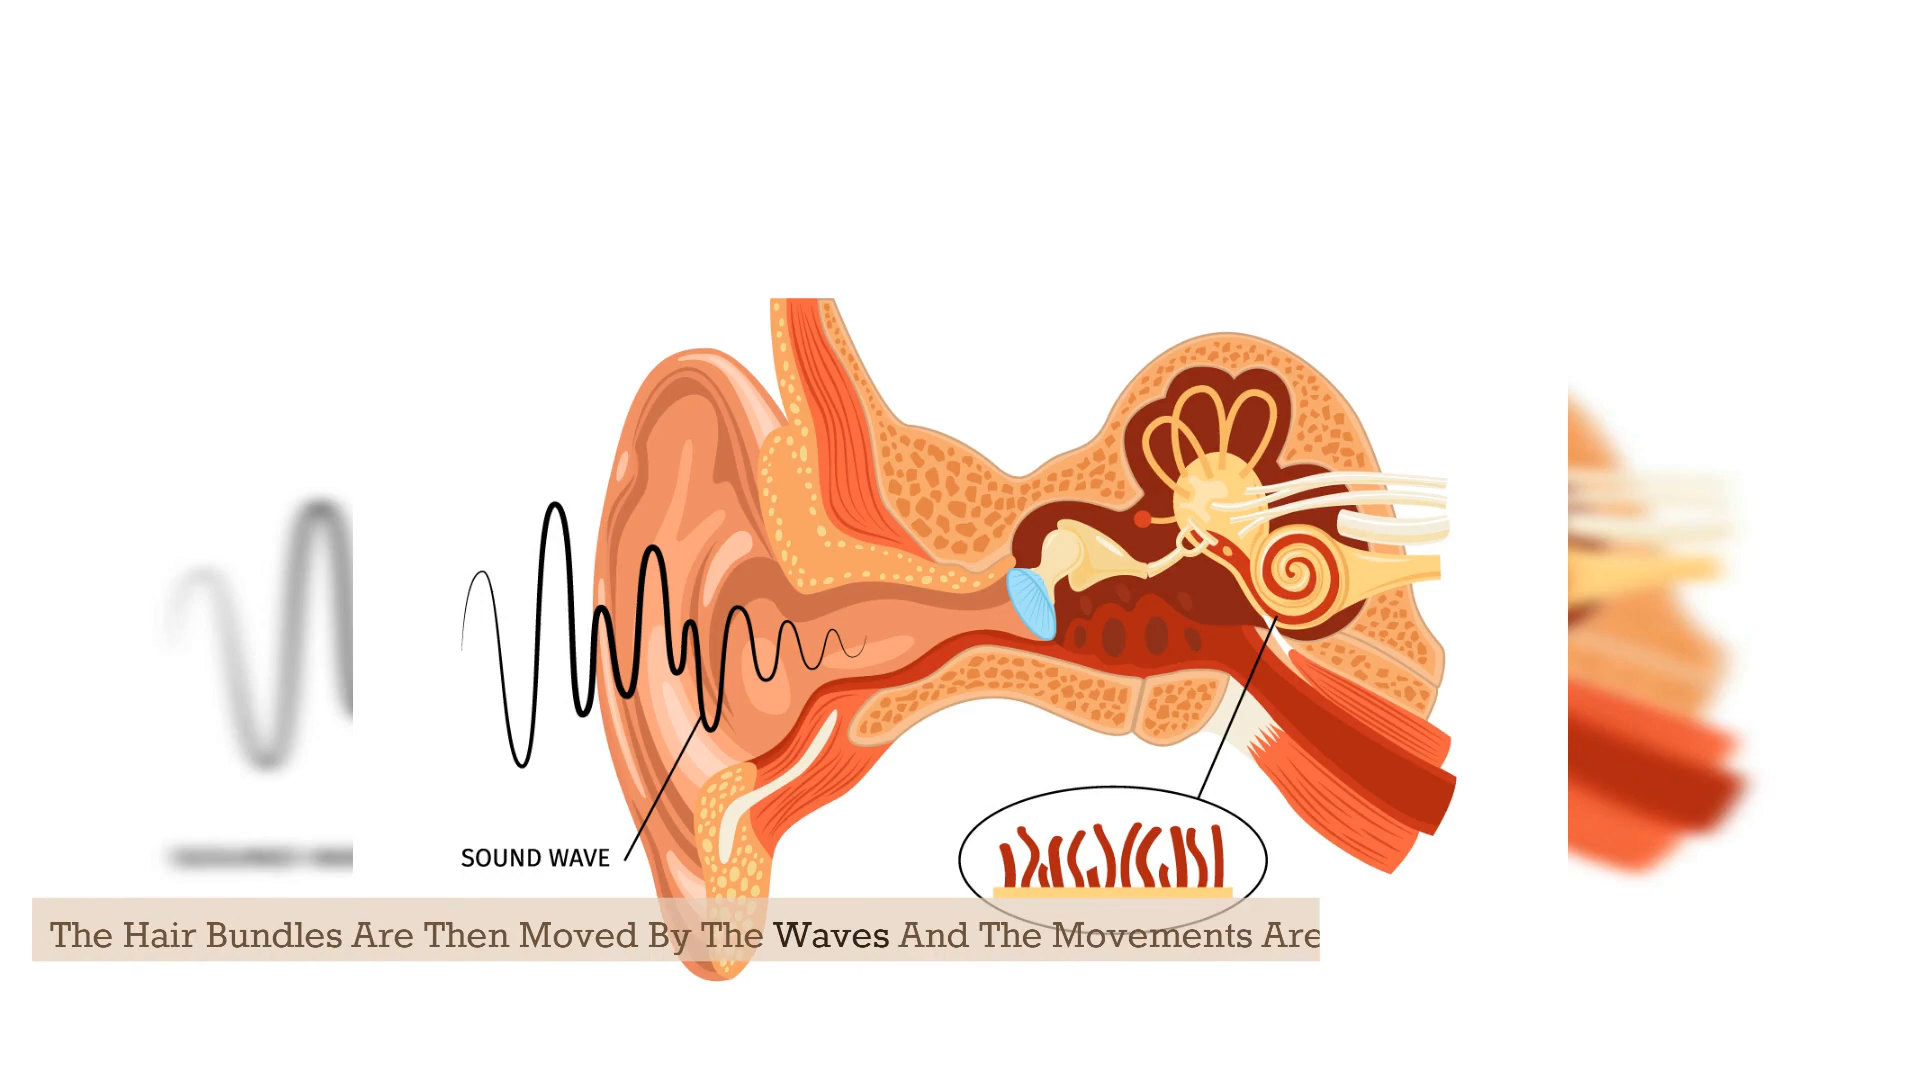 SOUND WAVE
The Hair Bundles Are Then Moved By The Waves And The Movements Are